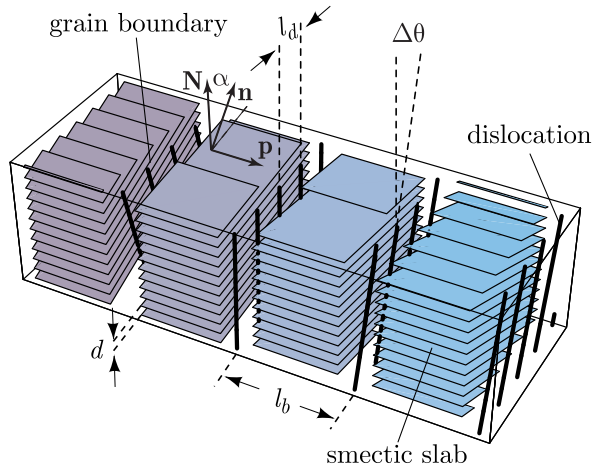 grain boundary
l_d
Δθ
N α n
p
dislocation
d
l_b
smectic slab